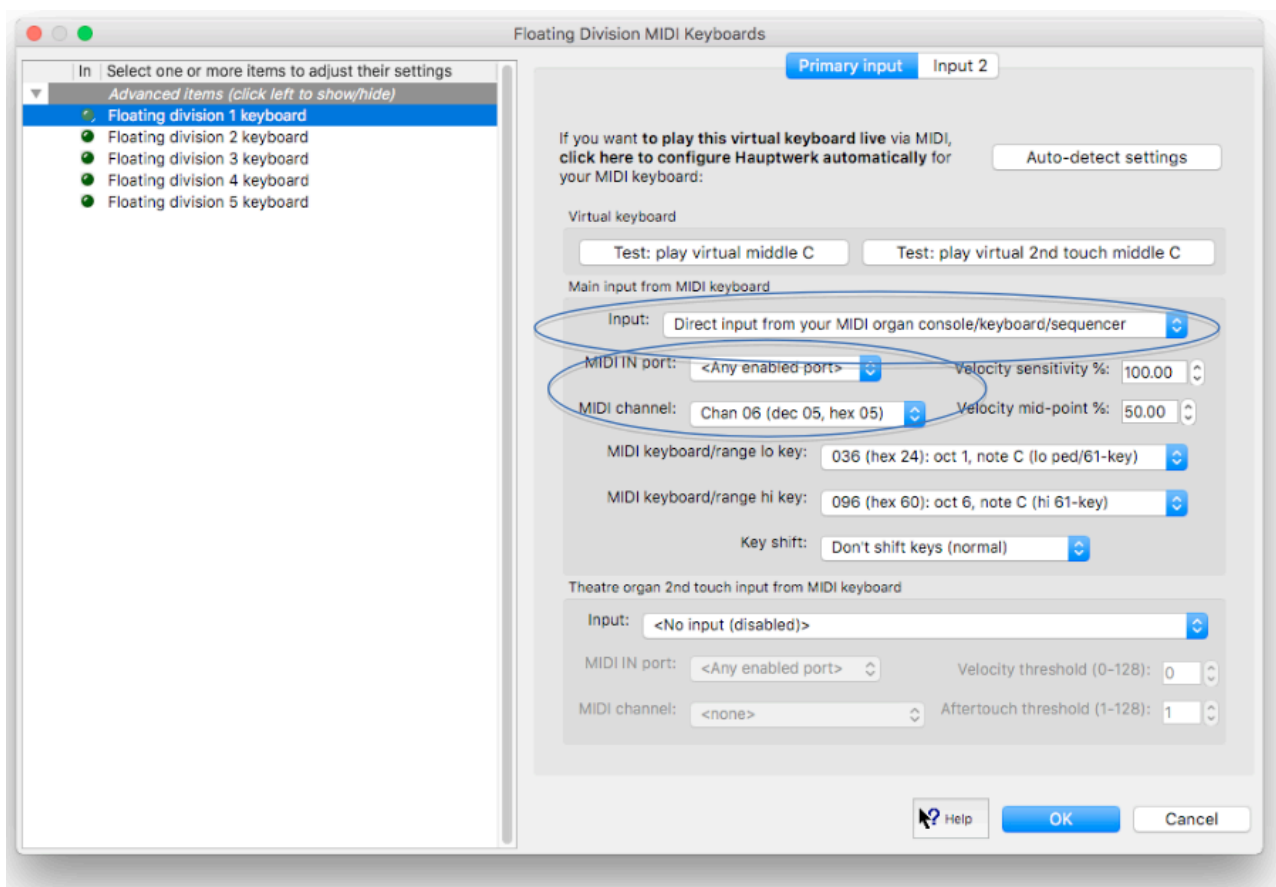 Floating Division MIDI Keyboards
In Select one or more items to adjust their settings
Advanced items (click left to show/hide)
Floating division 1 keyboard
Floating division 2 keyboard
Floating division 3 keyboard
Floating division 4 keyboard
Floating division 5 keyboard
Primary input Input 2
If you want to play this virtual keyboard live via MIDI,
click here to configure Hauptwerk automatically for
your MIDI keyboard:
Auto-detect settings
Virtual keyboard
Test: play virtual middle C Test: play virtual 2nd touch middle C
Main input from MIDI keyboard
Input: Direct input from your MIDI organ console/keyboard/sequencer
MIDI IN port: <Any enabled port> Velocity sensitivity %: 100.00
MIDI channel: Chan 06 (dec 05, hex 05) Velocity mid-point %: 50.00
MIDI keyboard/range lo key: 036 (hex 24): oct 1, note C (lo ped/61-key)
MIDI keyboard/range hi key: 096 (hex 60): oct 6, note C (hi 61-key)
Key shift: Don't shift keys (normal)
Theatre organ 2nd touch input from MIDI keyboard
Input: <No input (disabled)>
MIDI IN port: <Any enabled port> Velocity threshold (0-128): 0
MIDI channel: <none> Aftertouch threshold (1-128): 1
? Help OK Cancel